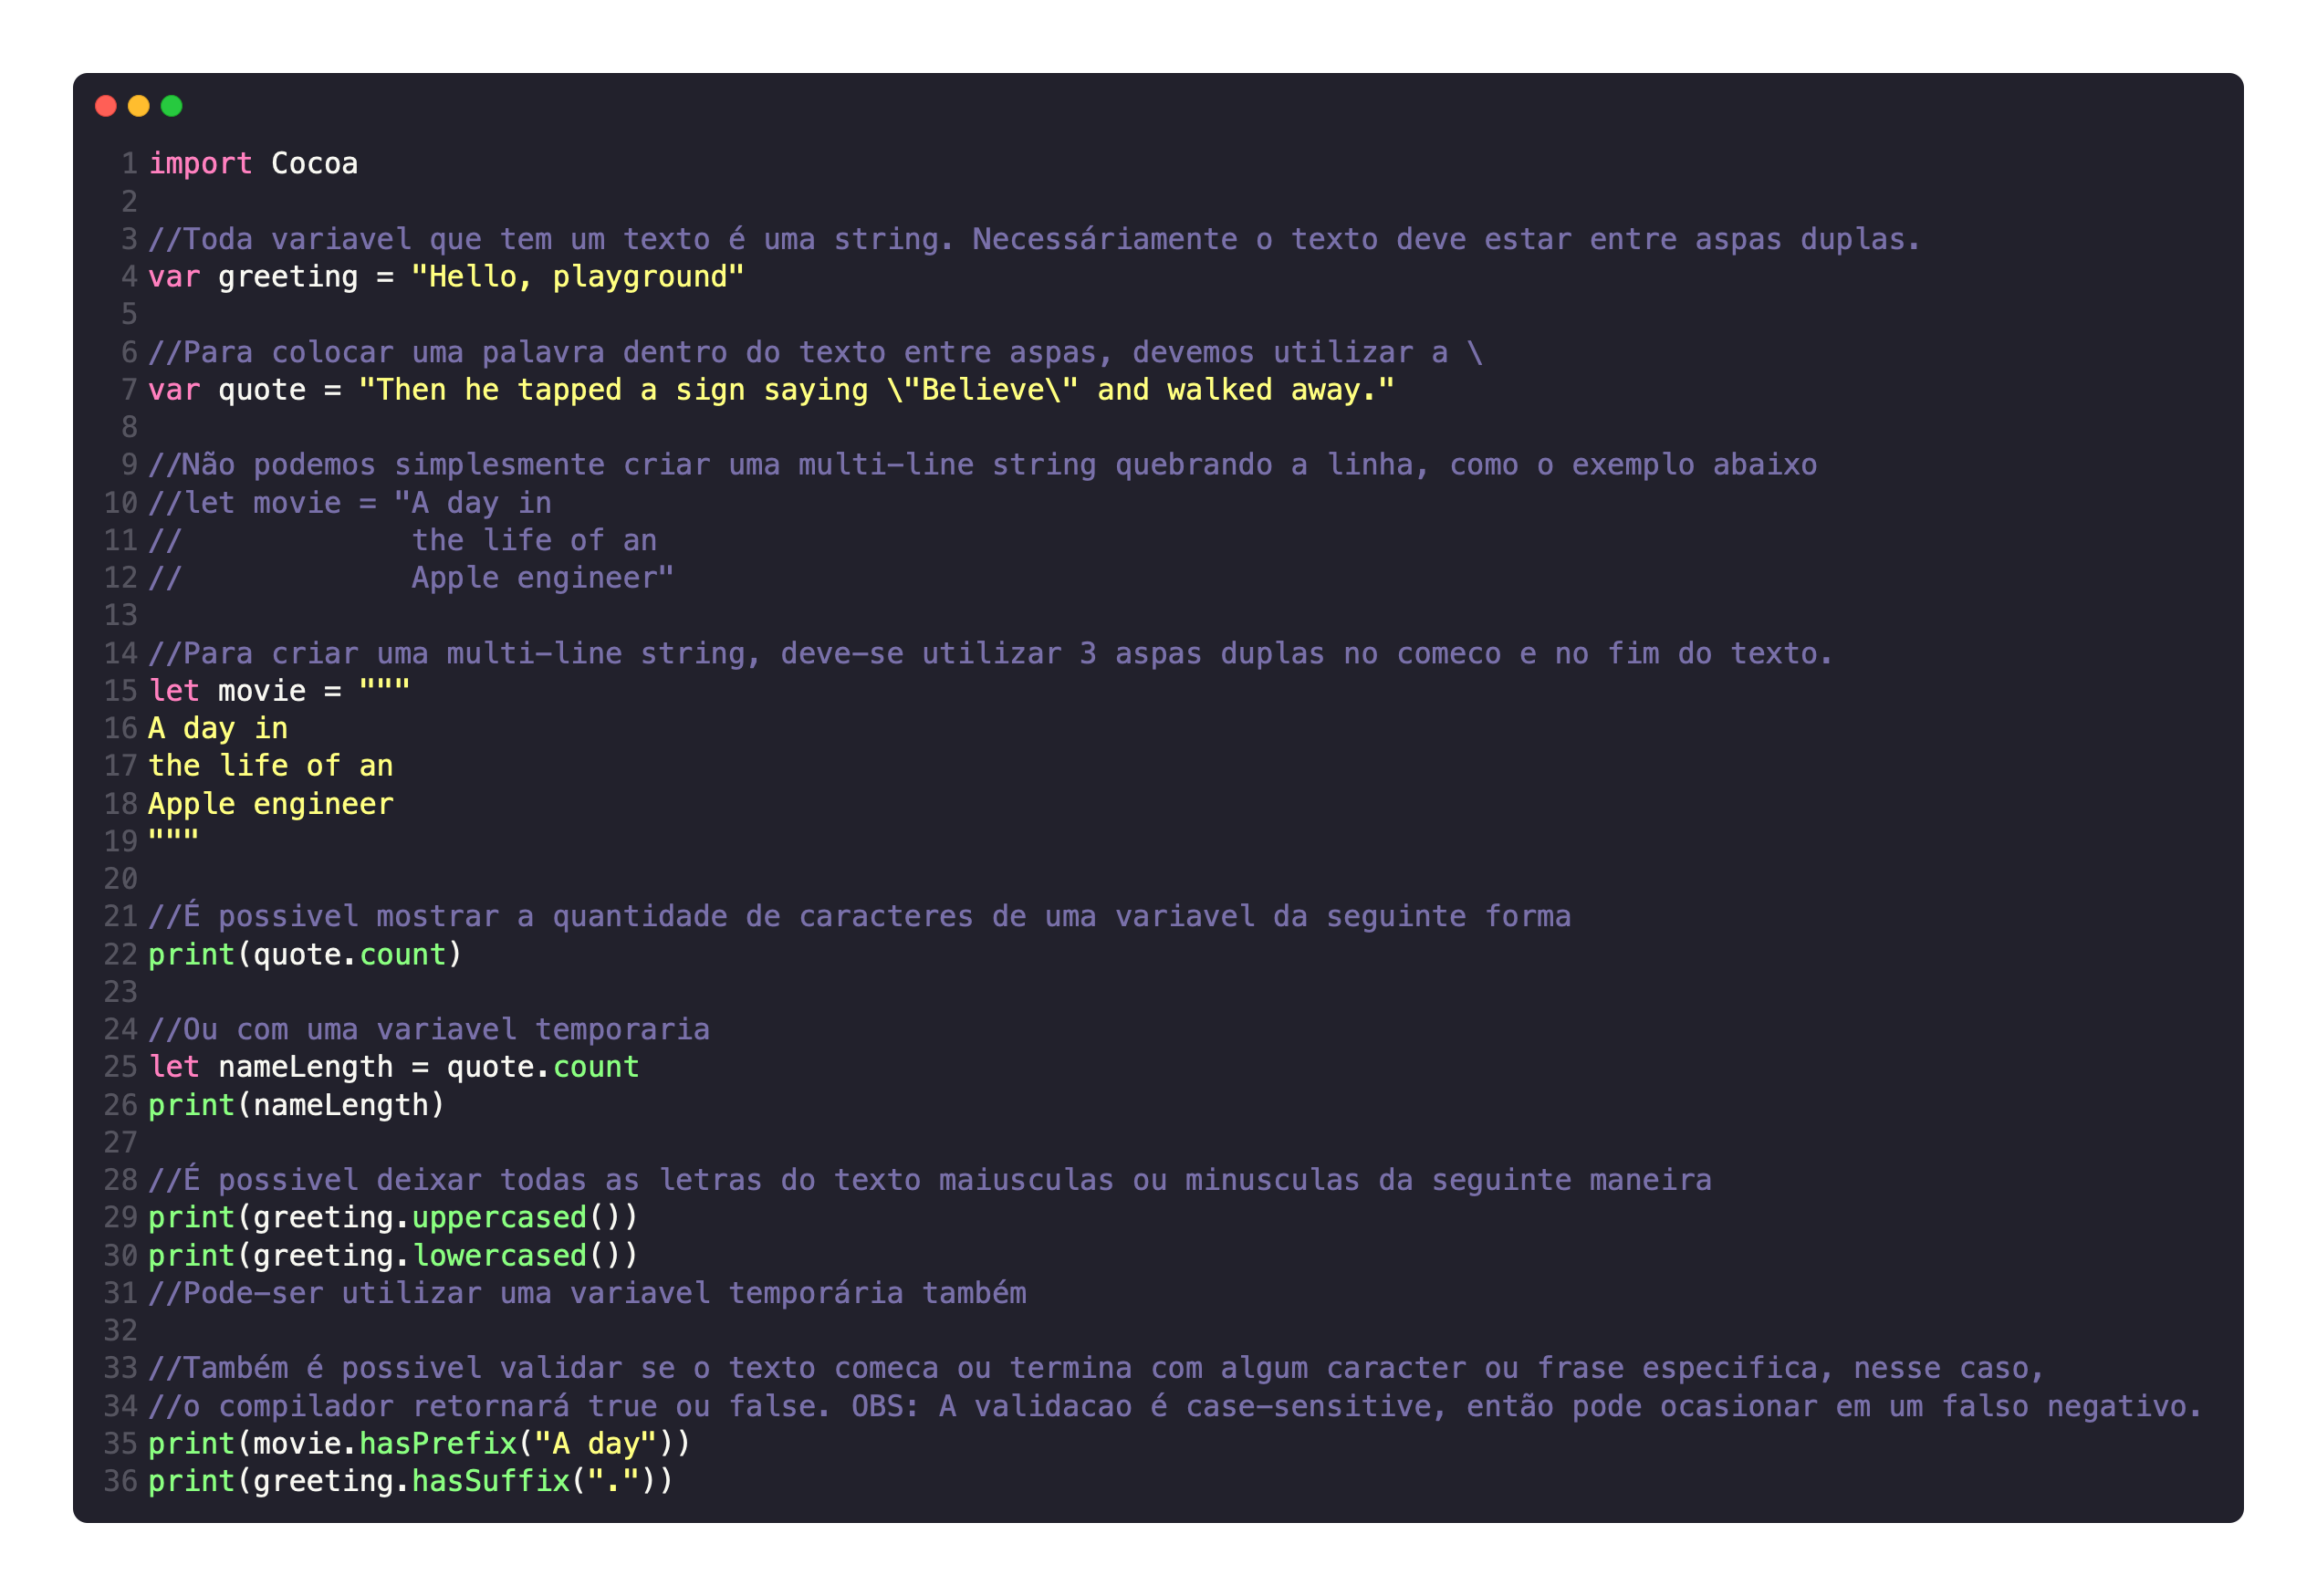 1 import Cocoa
2
3 //Toda variavel que tem um texto é uma string. Necessáriamente o texto deve estar entre aspas duplas.
4 var greeting = "Hello, playground"
5
6 //Para colocar uma palavra dentro do texto entre aspas, devemos utilizar a \
7 var quote = "Then he tapped a sign saying \"Believe\" and walked away."
8
9 //Não podemos simplesmente criar uma multi-line string quebrando a linha, como o exemplo abaixo
10 //let movie = "A day in
11 //             the life of an
12 //             Apple engineer"
13
14 //Para criar uma multi-line string, deve-se utilizar 3 aspas duplas no comeco e no fim do texto.
15 let movie = """
16 A day in
17 the life of an
18 Apple engineer
19 """
20
21 //É possivel mostrar a quantidade de caracteres de uma variavel da seguinte forma
22 print(quote.count)
23
24 //Ou com uma variavel temporaria
25 let nameLength = quote.count
26 print(nameLength)
27
28 //É possivel deixar todas as letras do texto maiusculas ou minusculas da seguinte maneira
29 print(greeting.uppercased())
30 print(greeting.lowercased())
31 //Pode-ser utilizar uma variavel temporária também
32
33 //Também é possivel validar se o texto comeca ou termina com algum caracter ou frase especifica, nesse caso,
34 //o compilador retornará true ou false. OBS: A validacao é case-sensitive, então pode ocasionar em um falso negativo.
35 print(movie.hasPrefix("A day"))
36 print(greeting.hasSuffix("."))